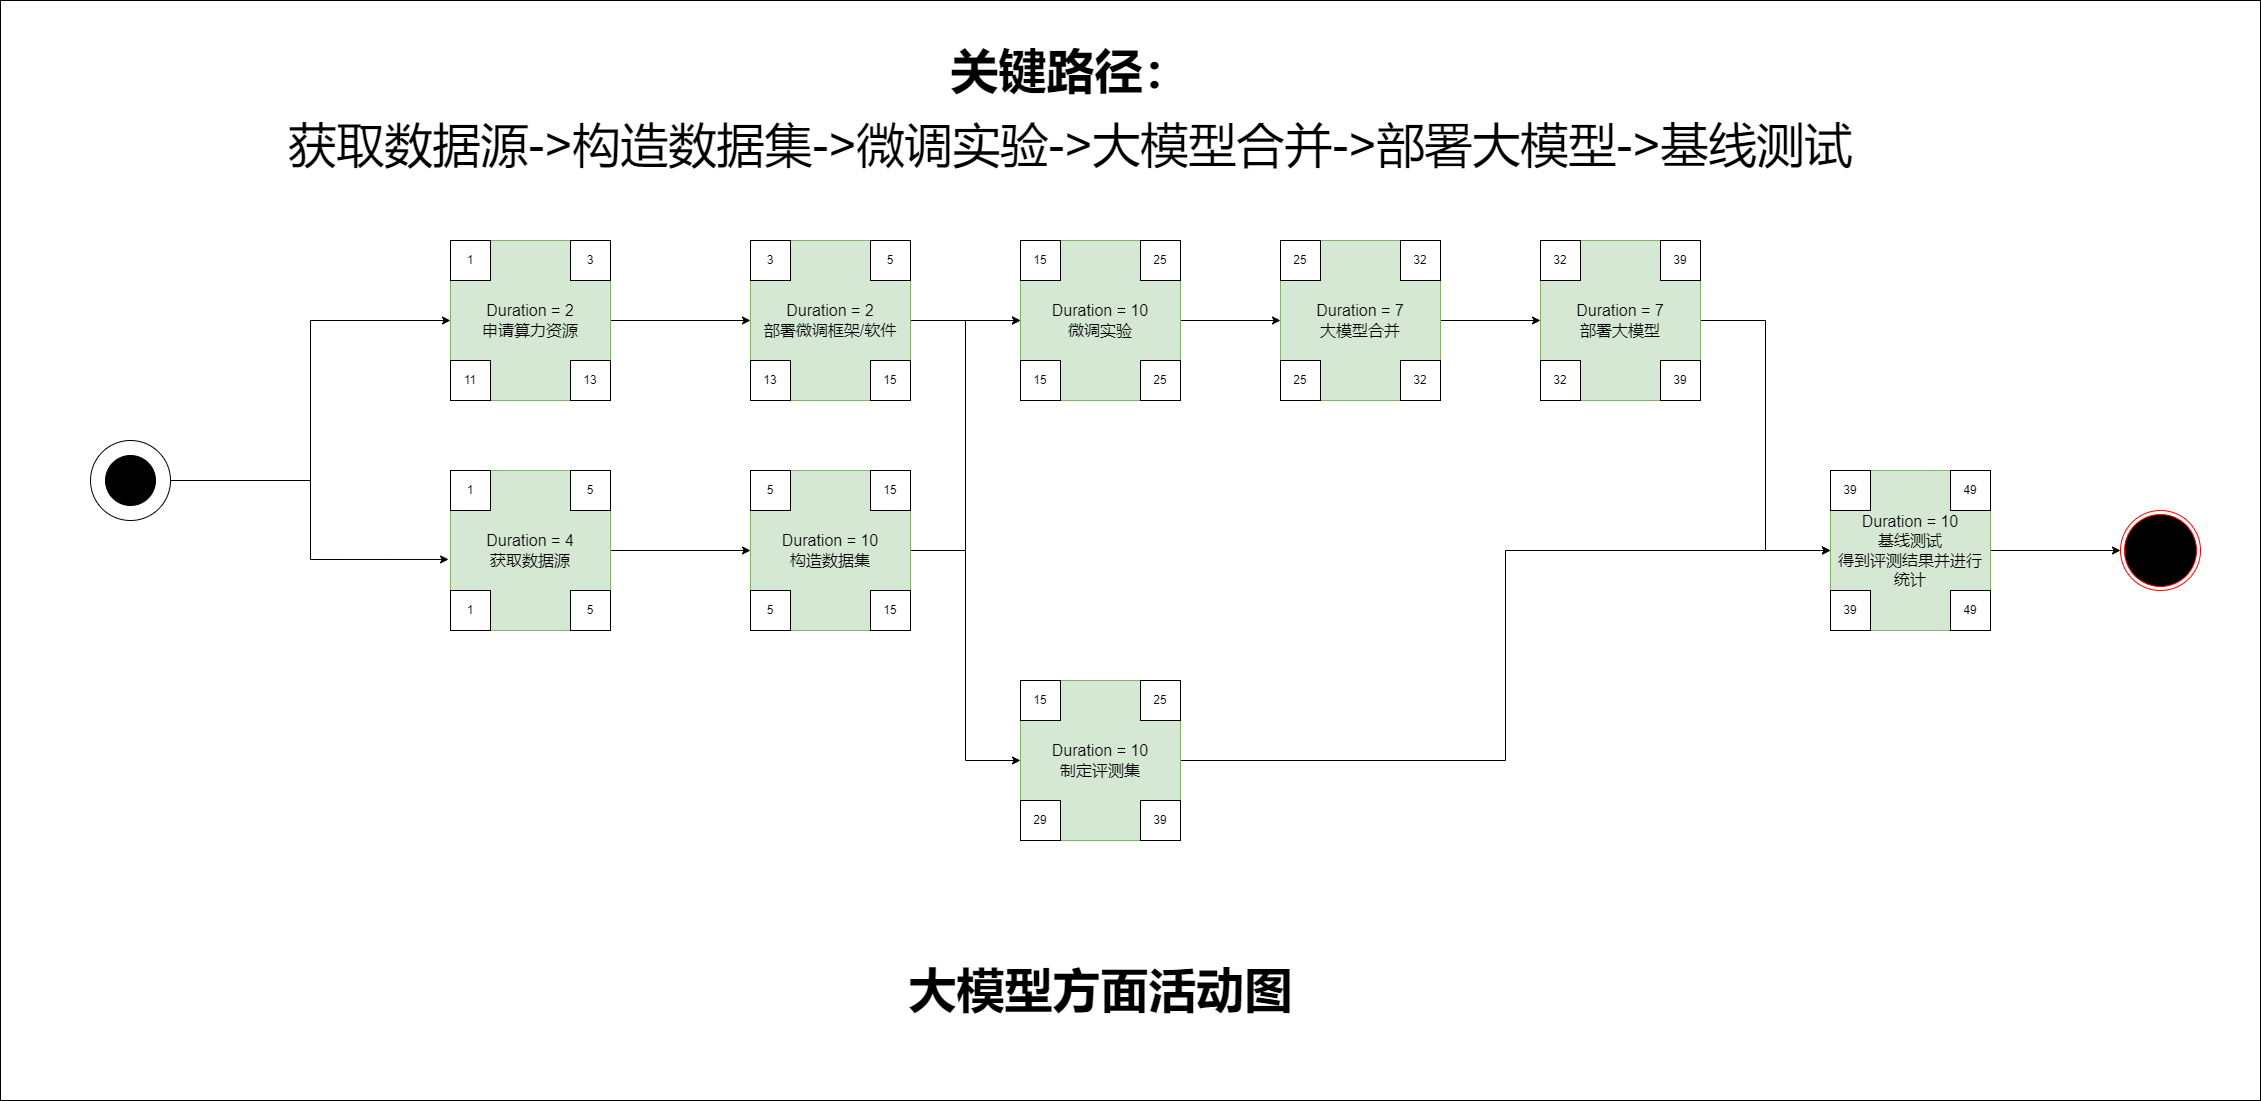 关键路径：
获取数据源->构造数据集->微调实验->大模型合并->部署大模型->基线测试
1
3
Duration = 2
申请算力资源
11
13
3
5
Duration = 2
部署微调框架/软件
13
15
15
25
Duration = 10
微调实验
15
25
25
32
Duration = 7
大模型合并
25
32
32
39
Duration = 7
部署大模型
32
39
1
5
Duration = 4
获取数据源
1
5
5
15
Duration = 10
构造数据集
5
15
39
49
Duration = 10
基线测试
得到评测结果并进行
统计
39
49
15
25
Duration = 10
制定评测集
29
39
大模型方面活动图